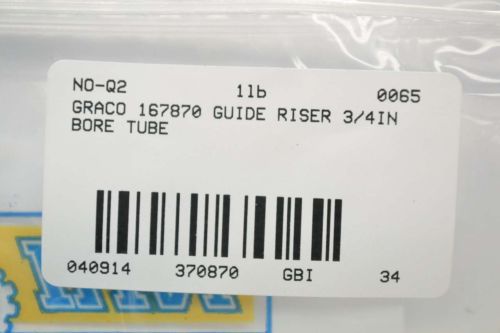 NO-Q2 1lb 0065
GRACO 167870 GUIDE RISER 3/4IN
BORE TUBE
040914 370870 GBI 34